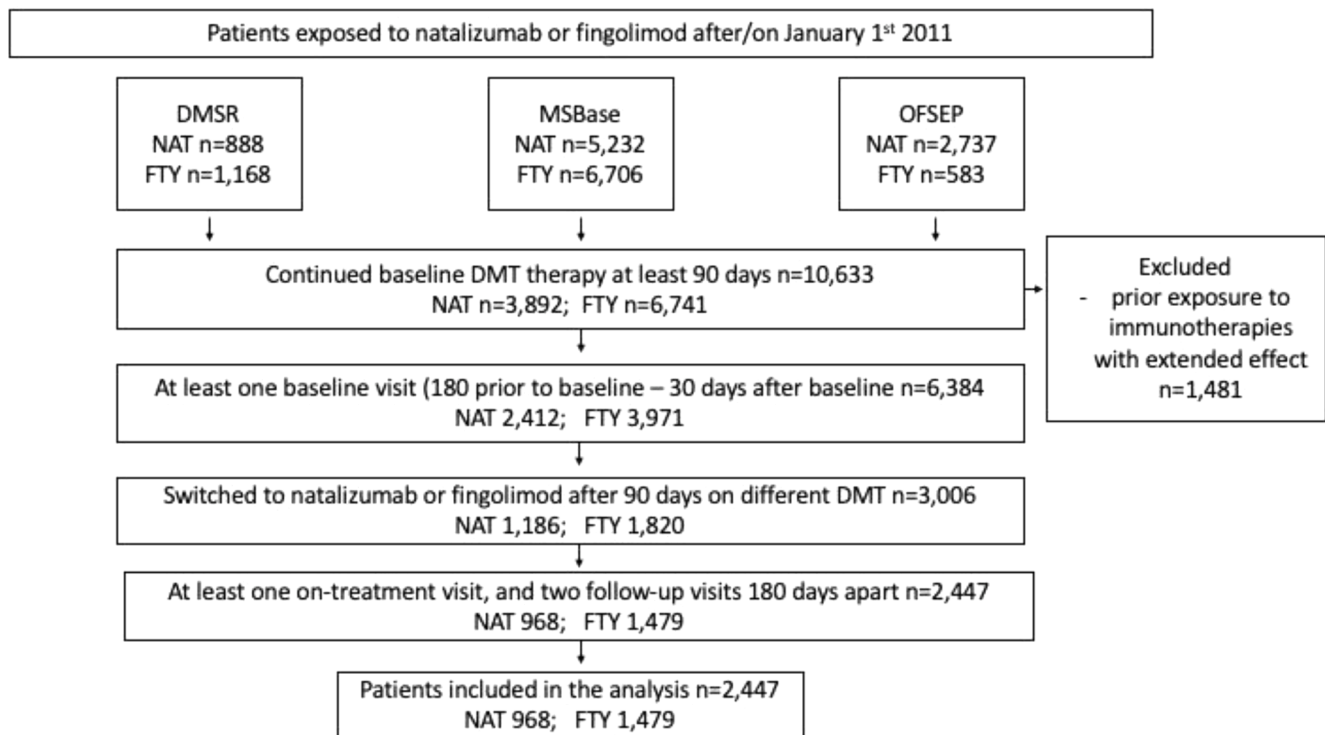 Patients exposed to natalizumab or fingolimod after/on January 1st 2011
DMSR
NAT n=888
FTY n=1,168
MSBase
NAT n=5,232
FTY n=6,706
OFSEP
NAT n=2,737
FTY n=583
Continued baseline DMT therapy at least 90 days n=10,633
NAT n=3,892; FTY n=6,741
Excluded
- prior exposure to
immunotherapies
with extended effect
n=1,481
At least one baseline visit (180 prior to baseline – 30 days after baseline n=6,384
NAT 2,412; FTY 3,971
Switched to natalizumab or fingolimod after 90 days on different DMT n=3,006
NAT 1,186; FTY 1,820
At least one on-treatment visit, and two follow-up visits 180 days apart n=2,447
NAT 968; FTY 1,479
Patients included in the analysis n=2,447
NAT 968; FTY 1,479